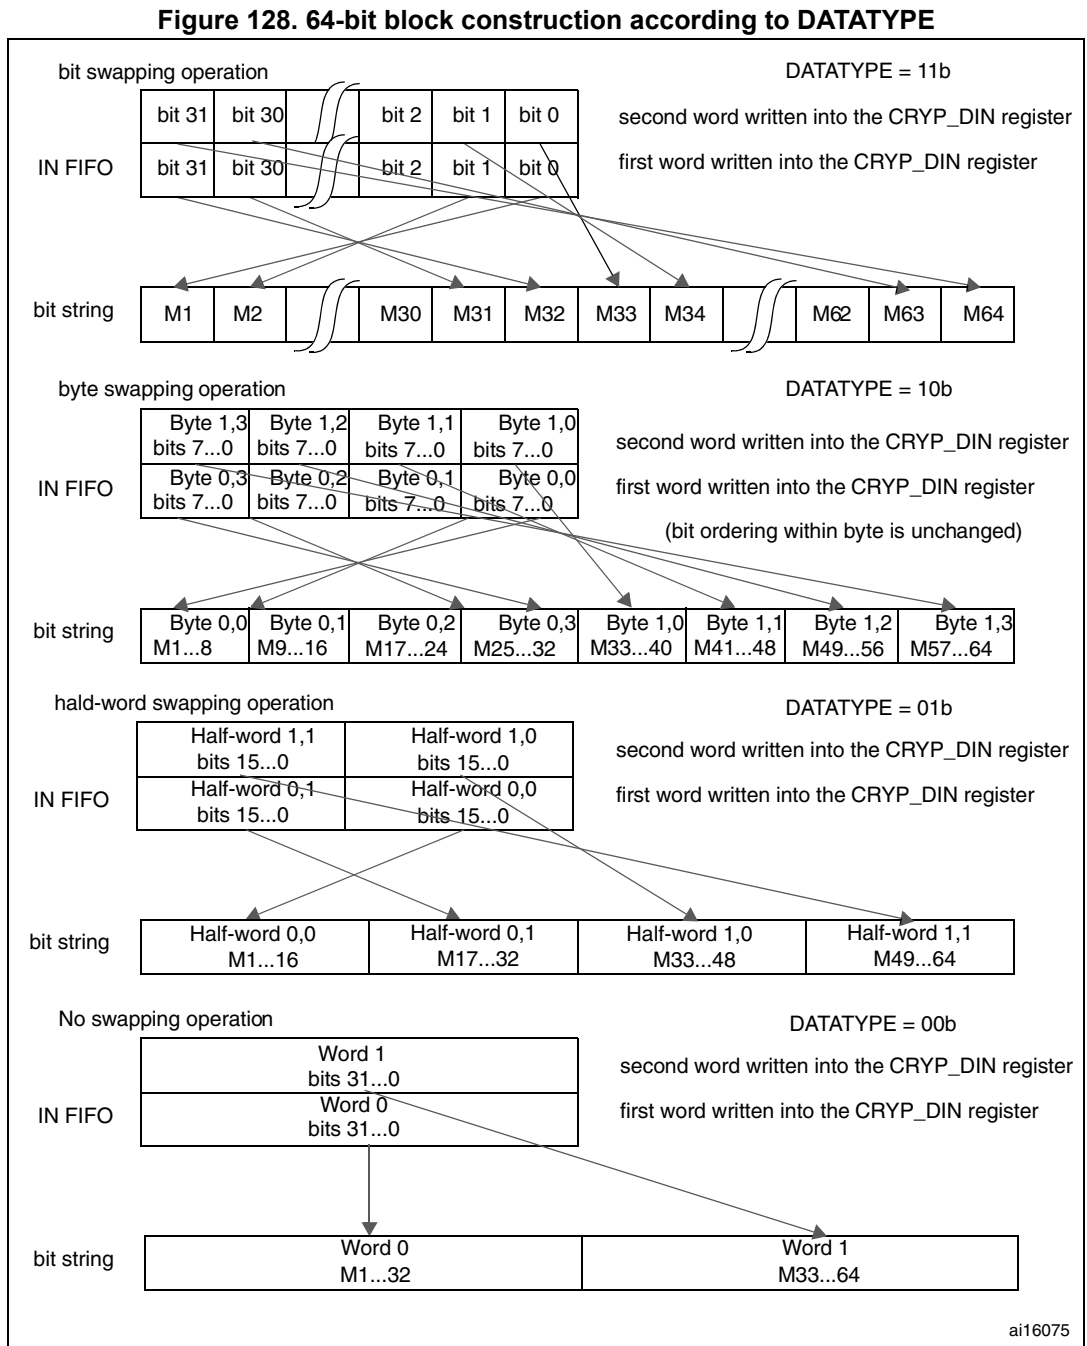 Figure 128. 64-bit block construction according to DATATYPE
bit swapping operation DATATYPE = 11b
bit 31 bit 30 bit 2 bit 1 bit 0 second word written into the CRYP_DIN register
IN FIFO bit 31 bit 30 bit 2 bit 1 bit 0 first word written into the CRYP_DIN register
bit string M1 M2 M30 M31 M32 M33 M34 M62 M63 M64
byte swapping operation DATATYPE = 10b
Byte 1,3 Byte 1,2 Byte 1,1 Byte 1,0
bits 7...0 bits 7...0 bits 7...0 bits 7...0 second word written into the CRYP_DIN register
IN FIFO Byte 0,3 Byte 0,2 Byte 0,1 Byte 0,0 first word written into the CRYP_DIN register
bits 7...0 bits 7...0 bits 7...0 bits 7...0
(bit ordering within byte is unchanged)
bit string Byte 0,0 Byte 0,1 Byte 0,2 Byte 0,3 Byte 1,0 Byte 1,1 Byte 1,2 Byte 1,3
M1...8 M9...16 M17...24 M25...32 M33...40 M41...48 M49...56 M57...64
hald-word swapping operation DATATYPE = 01b
Half-word 1,1 Half-word 1,0 second word written into the CRYP_DIN register
bits 15...0 bits 15...0
IN FIFO Half-word 0,1 Half-word 0,0 first word written into the CRYP_DIN register
bits 15...0 bits 15...0
bit string Half-word 0,0 Half-word 0,1 Half-word 1,0 Half-word 1,1
M1...16 M17...32 M33...48 M49...64
No swapping operation DATATYPE = 00b
Word 1 second word written into the CRYP_DIN register
bits 31...0
IN FIFO Word 0 first word written into the CRYP_DIN register
bits 31...0
bit string Word 0 Word 1
M1...32 M33...64
ai16075